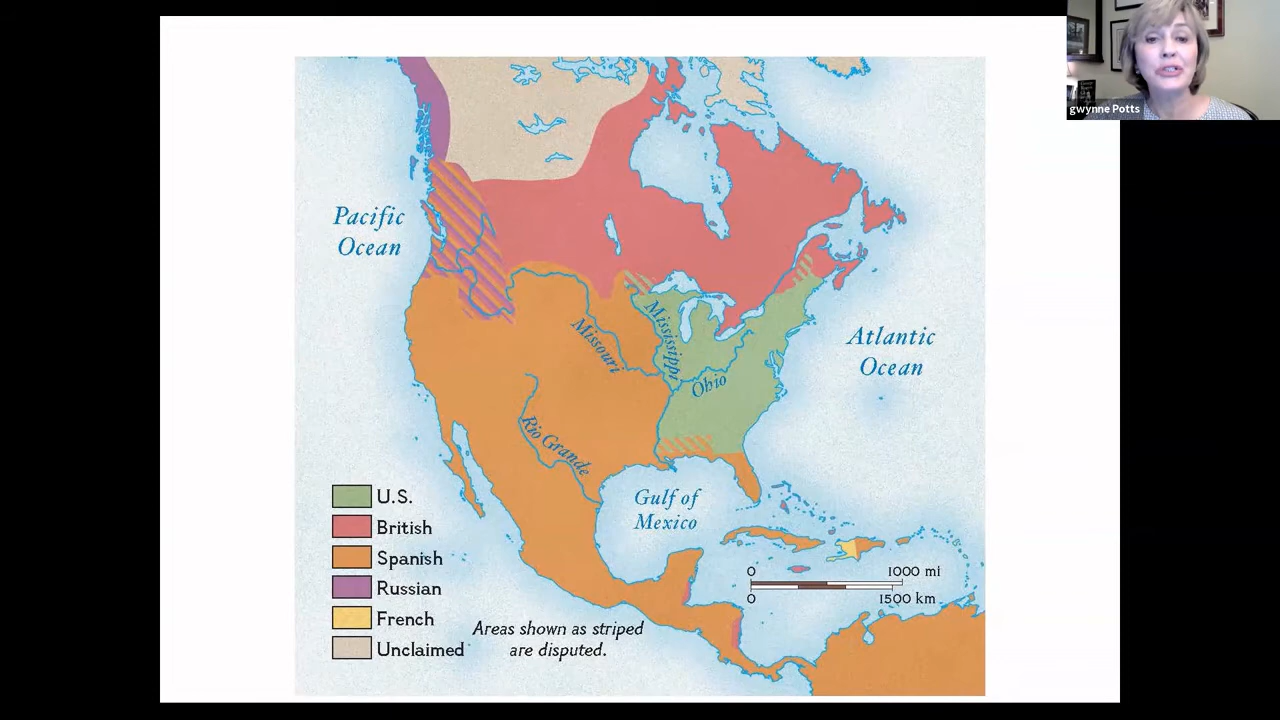 gwynne Potts
Pacific
Ocean
Missouri
Mississippi
Ohio
Atlantic
Ocean
Rio Grande
Gulf of
Mexico
U.S.
British
Spanish
Russian
French
Unclaimed
Areas shown as striped
are disputed.
0 1000 mi
0 1500 km